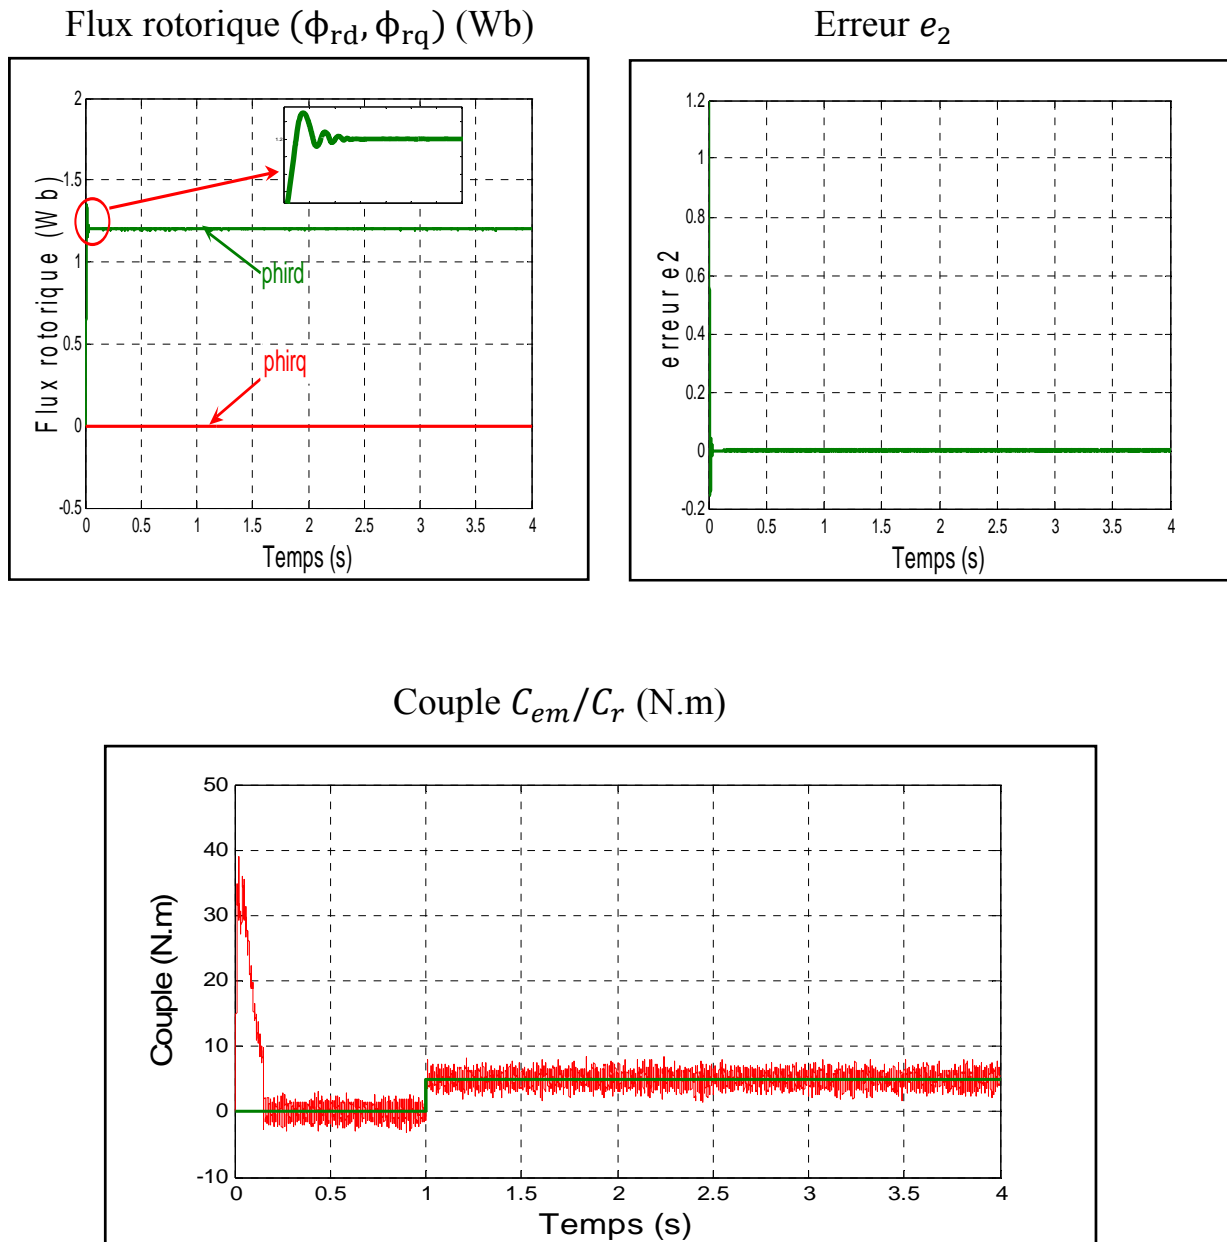 Flux rotorique (ϕrd, ϕrq) (Wb)
Erreur e2
2
1.5
1
0.5
0
-0.5
Flux rotorique (Wb)
1.2
phird
phirq
0 0.5 1 1.5 2 2.5 3 3.5 4
Temps (s)
1.2
1
0.8
0.6
0.4
0.2
0
-0.2
erreur e2
0 0.5 1 1.5 2 2.5 3 3.5 4
Temps (s)
Couple Cem/Cr (N.m)
50
40
30
20
10
0
-10
Couple (N.m)
0 0.5 1 1.5 2 2.5 3 3.5 4
Temps (s)